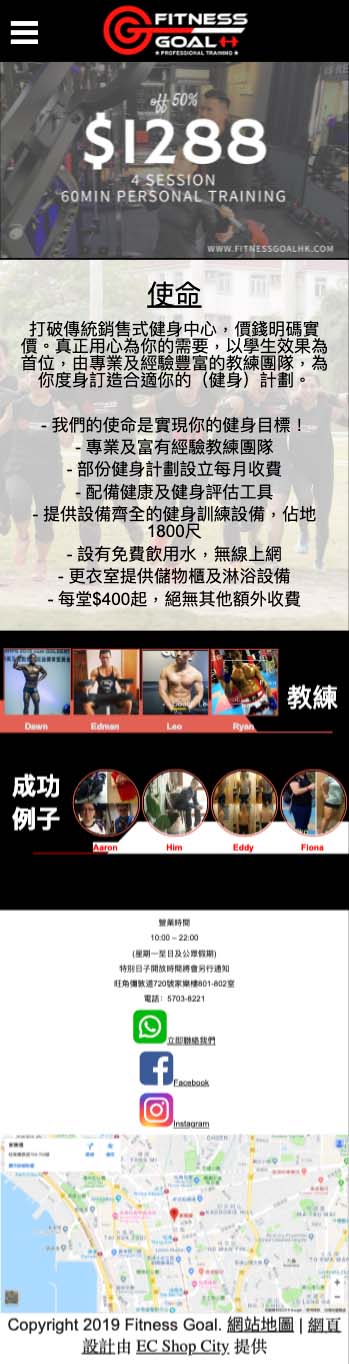 FITNESS
GOAL
★ PROFESSIONAL TRAINING ★
off 50%
$1288
4 SESSION
60MIN PERSONAL TRAINING
WWW.FITNESSGOALHK.COM
使命
打破傳統銷售式健身中心，價錢明碼實
價。真正用心為你的需要，以學生效果為
首位，由專業及經驗豐富的教練團隊，為
你度身訂造合適你的（健身）計劃。
- 我們的使命是實現你的健身目標！
- 專業及富有經驗教練團隊
- 部份健身計劃設立每月收費
- 配備健康及健身評估工具
- 提供設備齊全的健身訓練設備，佔地
1800尺
- 設有免費飲用水，無線上網
- 更衣室提供儲物櫃及淋浴設備
- 每堂$400起，絕無其他額外收費
教練
Dawn
Edman
Leo
Ryan
成功
例子
Aaron
Him
Eddy
Fiona
營業時間
10:00 – 22:00
(星期一至日及公眾假期)
特別日子開放時間將會另行通知
旺角彌敦道720號家樂樓801-802室
電話：5703-8221
立即聯絡我們
Facebook
Instagram
Copyright 2019 Fitness Goal. 網站地圖 | 網頁
設計由 EC Shop City 提供